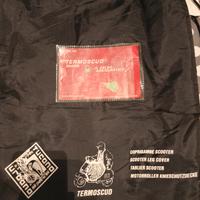 TERMOSCUD®
Tucano
Urbano
TERMOSCUD
COPRIGAMBE SCOOTER
SCOOTER LEG COVER
TABLIER SCOOTER
MOTORROLLER KNIESCHUTZDECKE